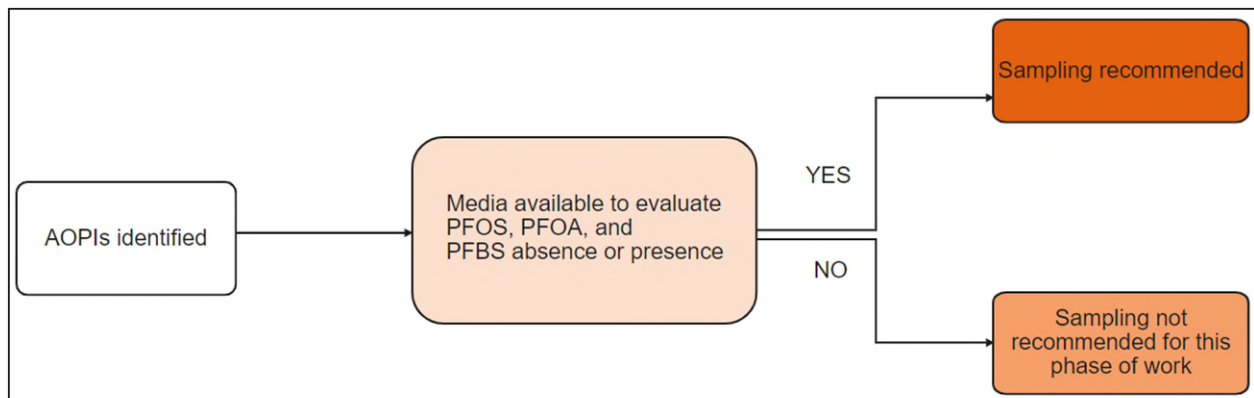 AOPIs identified
Media available to evaluate
PFOS, PFOA, and
PFBS absence or presence
YES
Sampling recommended
NO
Sampling not
recommended for this
phase of work